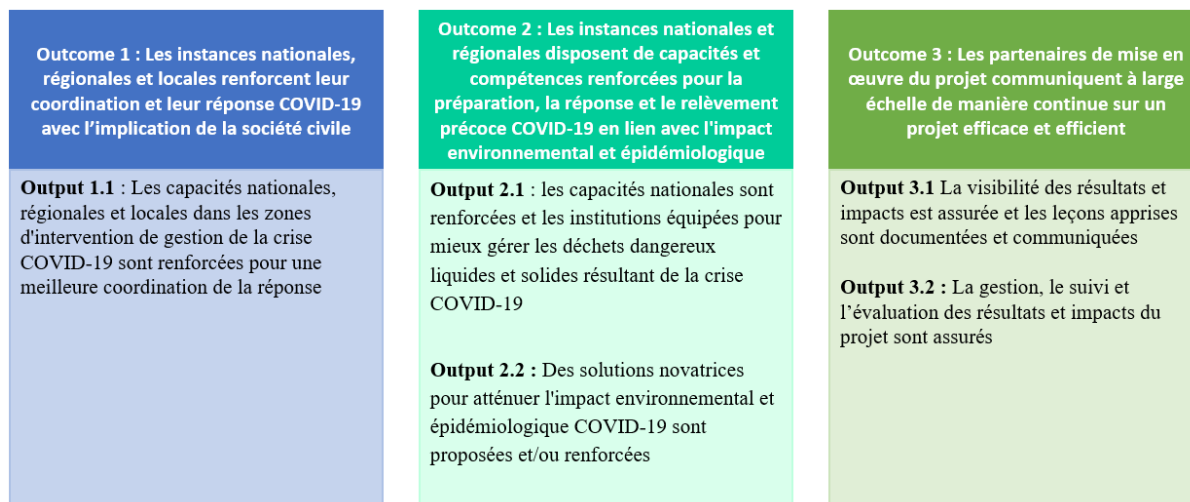 Outcome 1 : Les instances nationales,
régionales et locales renforcent leur
coordination et leur réponse COVID-19
avec l’implication de la société civile
Output 1.1 : Les capacités nationales,
régionales et locales dans les zones
d'intervention de gestion de la crise
COVID-19 sont renforcées pour une
meilleure coordination de la réponse
Outcome 2 : Les instances nationales et
régionales disposent de capacités et
compétences renforcées pour la
préparation, la réponse et le relèvement
précoce COVID-19 en lien avec l'impact
environnemental et épidémiologique
Output 2.1 : les capacités nationales sont
renforcées et les institutions équipées pour
mieux gérer les déchets dangereux
liquides et solides résultant de la crise
COVID-19
Output 2.2 : Des solutions novatrices
pour atténuer l'impact environnemental et
épidémiologique COVID-19 sont
proposées et/ou renforcées
Outcome 3 : Les partenaires de mise en
œuvre du projet communiquent à large
échelle de manière continue sur un
projet efficace et efficient
Output 3.1 La visibilité des résultats et
impacts est assurée et les leçons apprises
sont documentées et communiquées
Output 3.2 : La gestion, le suivi et
l’évaluation des résultats et impacts du
projet sont assurés